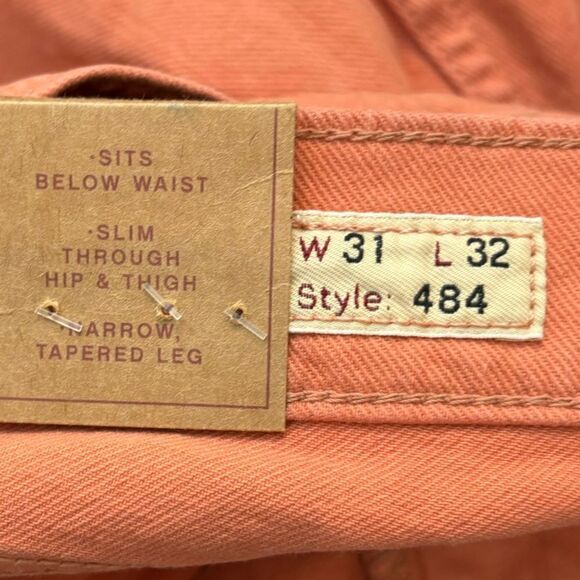 ·SITS
BELOW WAIST
·SLIM
THROUGH
HIP & THIGH
NARROW,
TAPERED LEG
W 31 L 32
Style: 484